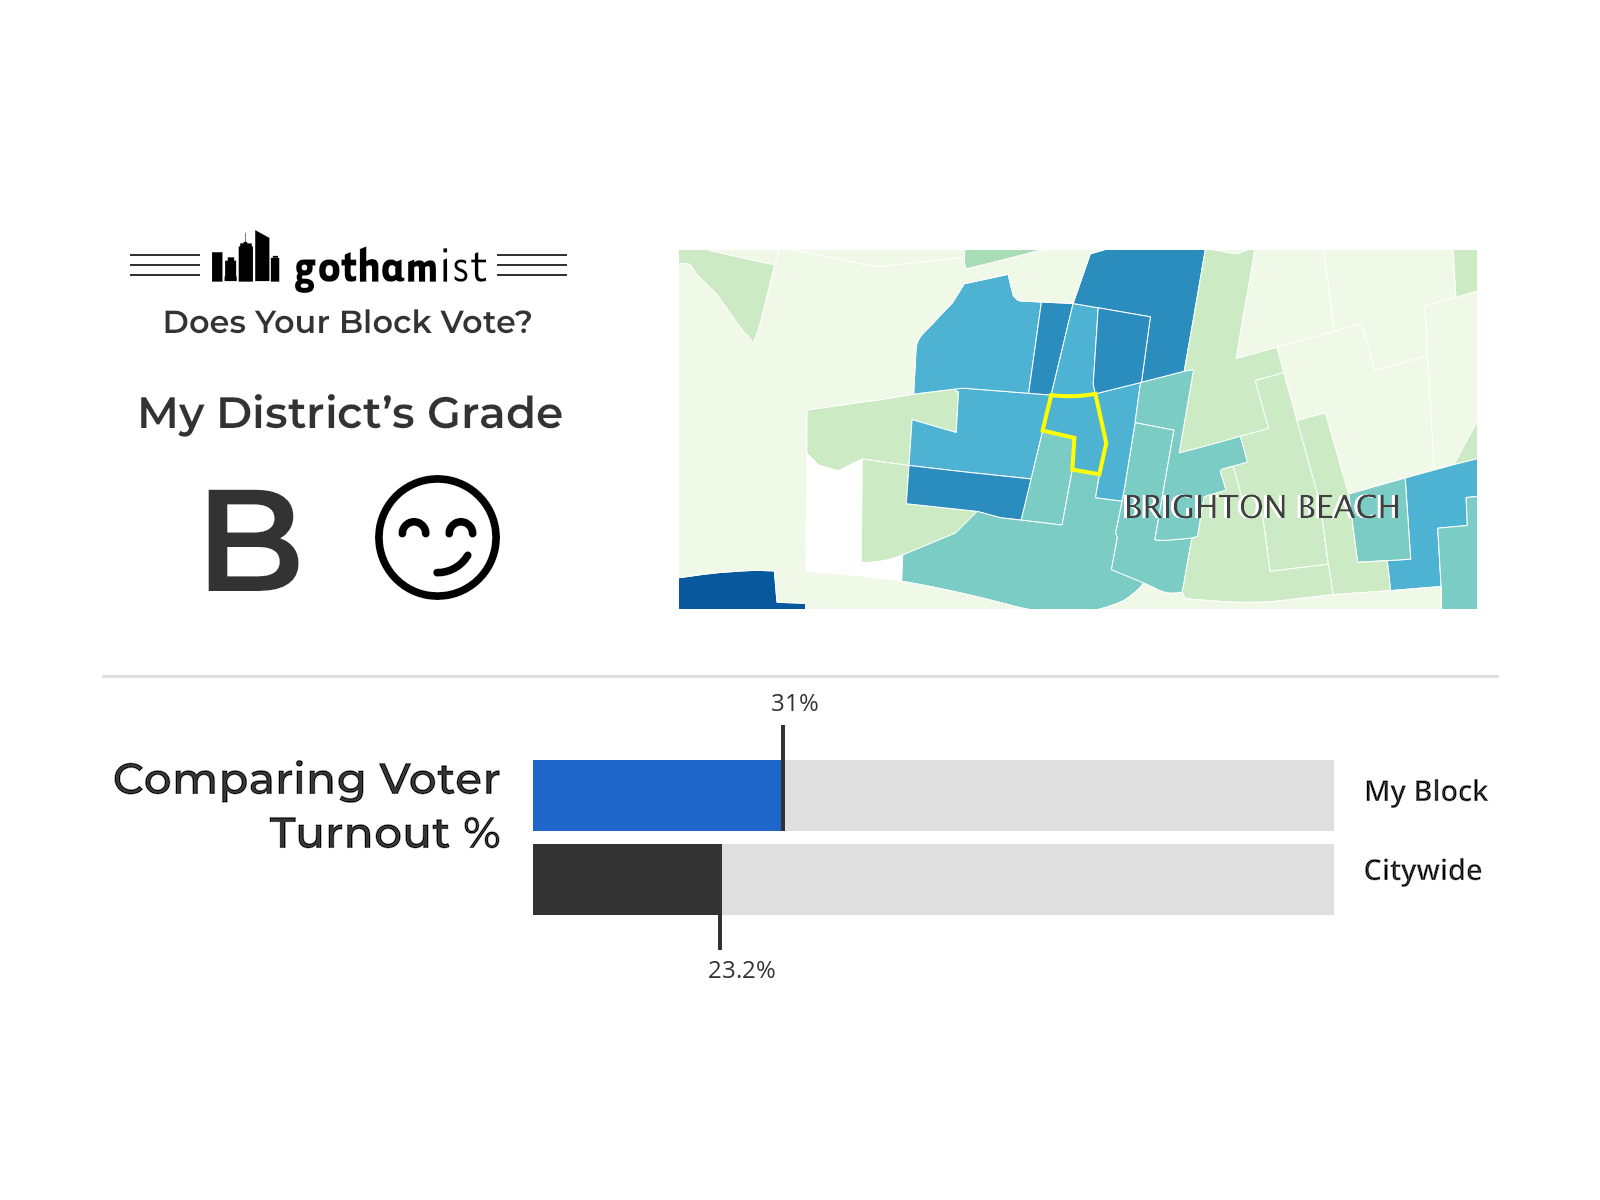 gothamist
Does Your Block Vote?
My District’s Grade
B
BRIGHTON BEACH
31%
Comparing Voter
Turnout %
My Block
Citywide
23.2%